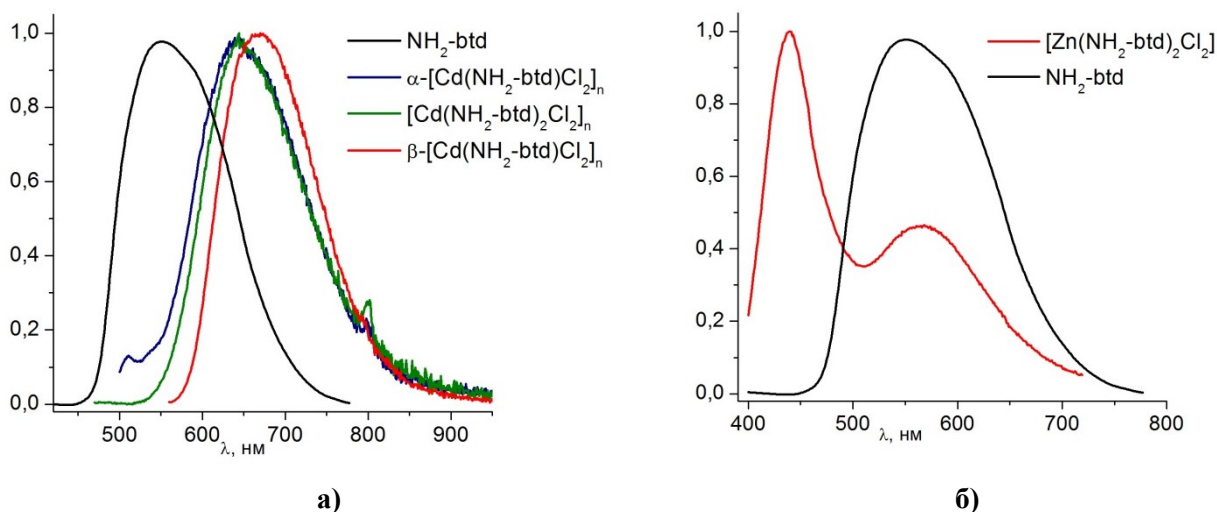 1,0
0,8
0,6
0,4
0,2
0,0
500 600 700 800 900
λ, нм
NH₂-btd
α-[Cd(NH₂-btd)Cl₂]ₙ
[Cd(NH₂-btd)₂Cl₂]ₙ
β-[Cd(NH₂-btd)Cl₂]ₙ
а)
1,0
0,8
0,6
0,4
0,2
0,0
400 500 600 700 800
λ, нм
[Zn(NH₂-btd)₂Cl₂]
NH₂-btd
б)